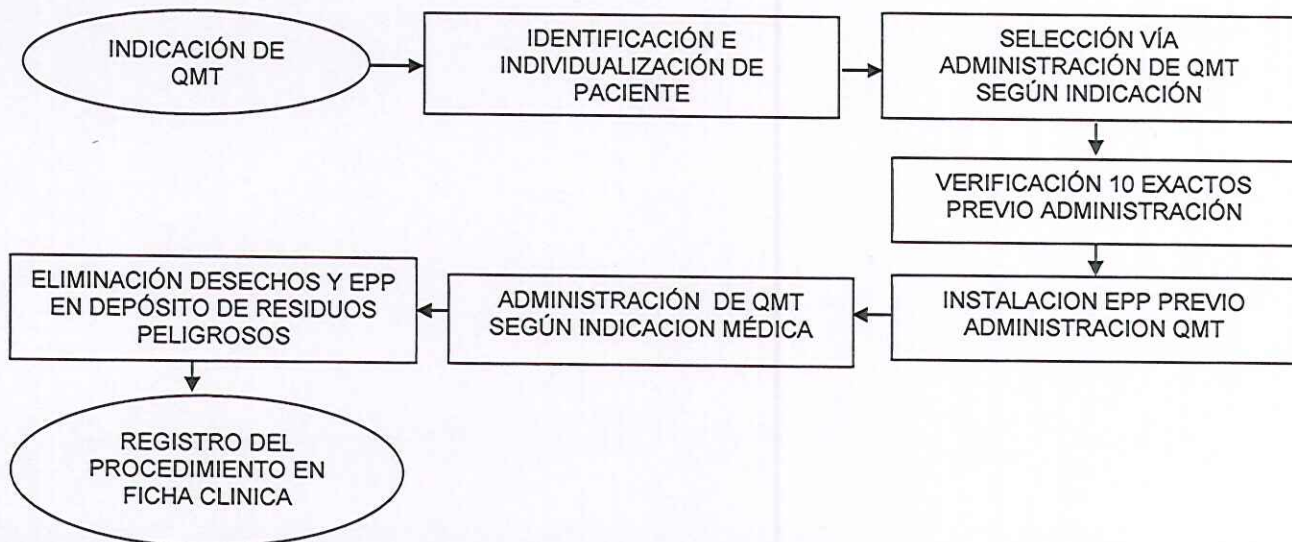 INDICACIÓN DE
QMT
IDENTIFICACIÓN E
INDIVIDUALIZACIÓN DE
PACIENTE
SELECCIÓN VÍA
ADMINISTRACIÓN DE QMT
SEGÚN INDICACIÓN
VERIFICACIÓN 10 EXACTOS
PREVIO ADMINISTRACIÓN
INSTALACION EPP PREVIO
ADMINISTRACION QMT
ADMINISTRACIÓN DE QMT
SEGÚN INDICACION MÉDICA
ELIMINACIÓN DESECHOS Y EPP
EN DEPÓSITO DE RESIDUOS
PELIGROSOS
REGISTRO DEL
PROCEDIMIENTO EN
FICHA CLINICA